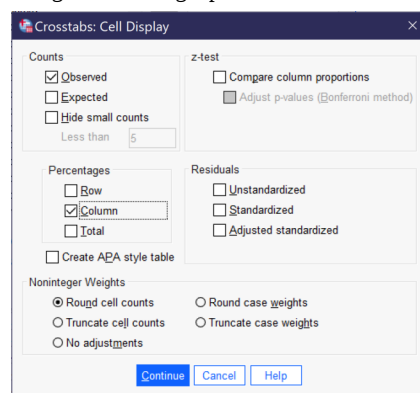 Crosstabs: Cell Display
Counts
Observed
Expected
Hide small counts
Less than 5
z-test
Compare column proportions
Adjust p-values (Bonferroni method)
Percentages
Row
Column
Total
Residuals
Unstandardized
Standardized
Adjusted standardized
Create APA style table
Noninteger Weights
Round cell counts
Round case weights
Truncate cell counts
Truncate case weights
No adjustments
Continue
Cancel
Help